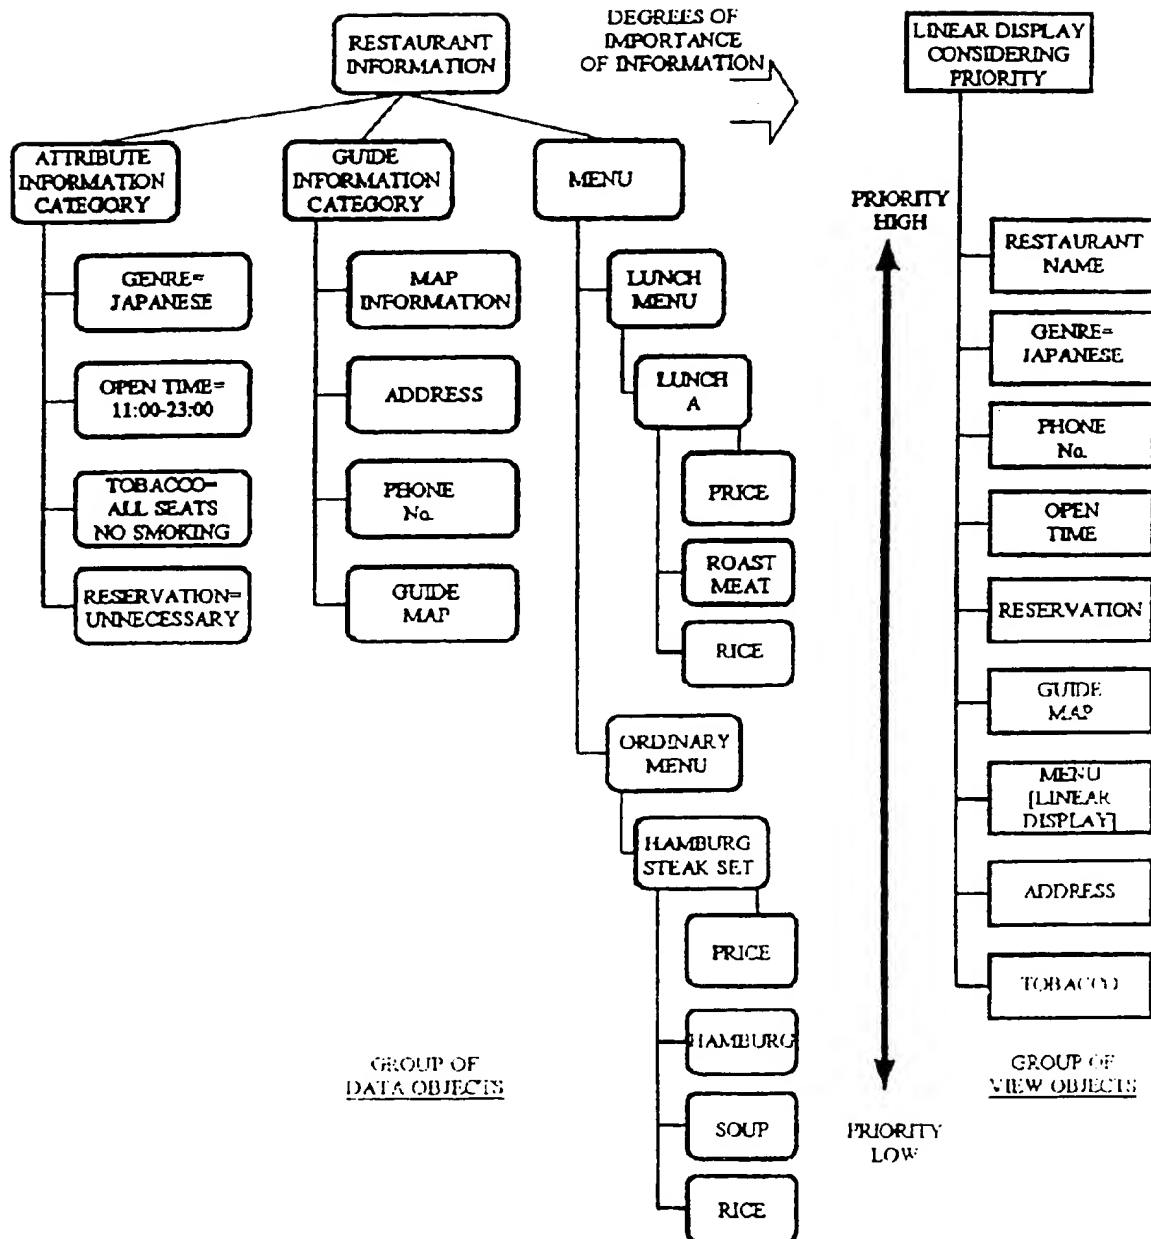 RESTAURANT
INFORMATION
DEGREES OF
IMPORTANCE
OF INFORMATION
LINEAR DISPLAY
CONSIDERING
PRIORITY
ATTRIBUTE
INFORMATION
CATEGORY
GUIDE
INFORMATION
CATEGORY
MENU
GENRE=
JAPANESE
OPEN TIME=
11:00-23:00
TOBACCO=
ALL SEATS
NO SMOKING
RESERVATION=
UNNECESSARY
MAP
INFORMATION
ADDRESS
PHONE
No.
GUIDE
MAP
LUNCH
MENU
LUNCH
A
PRICE
ROAST
MEAT
RICE
ORDINARY
MENU
HAMBURG
STEAK SET
PRICE
HAMBURG
SOUP
RICE
GROUP OF
DATA OBJECTS
PRIORITY
HIGH
PRIORITY
LOW
RESTAURANT
NAME
GENRE=
JAPANESE
PHONE
No.
OPEN
TIME
RESERVATION
GUIDE
MAP
MENU
[LINEAR
DISPLAY]
ADDRESS
TOBACCO
GROUP OF
VIEW OBJECTS